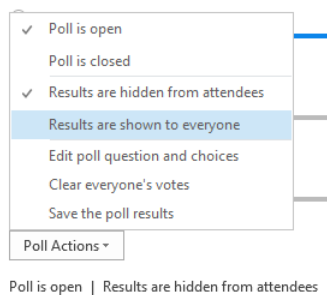 Poll is open
Poll is closed
Results are hidden from attendees
Results are shown to everyone
Edit poll question and choices
Clear everyone's votes
Save the poll results
Poll Actions
Poll is open | Results are hidden from attendees